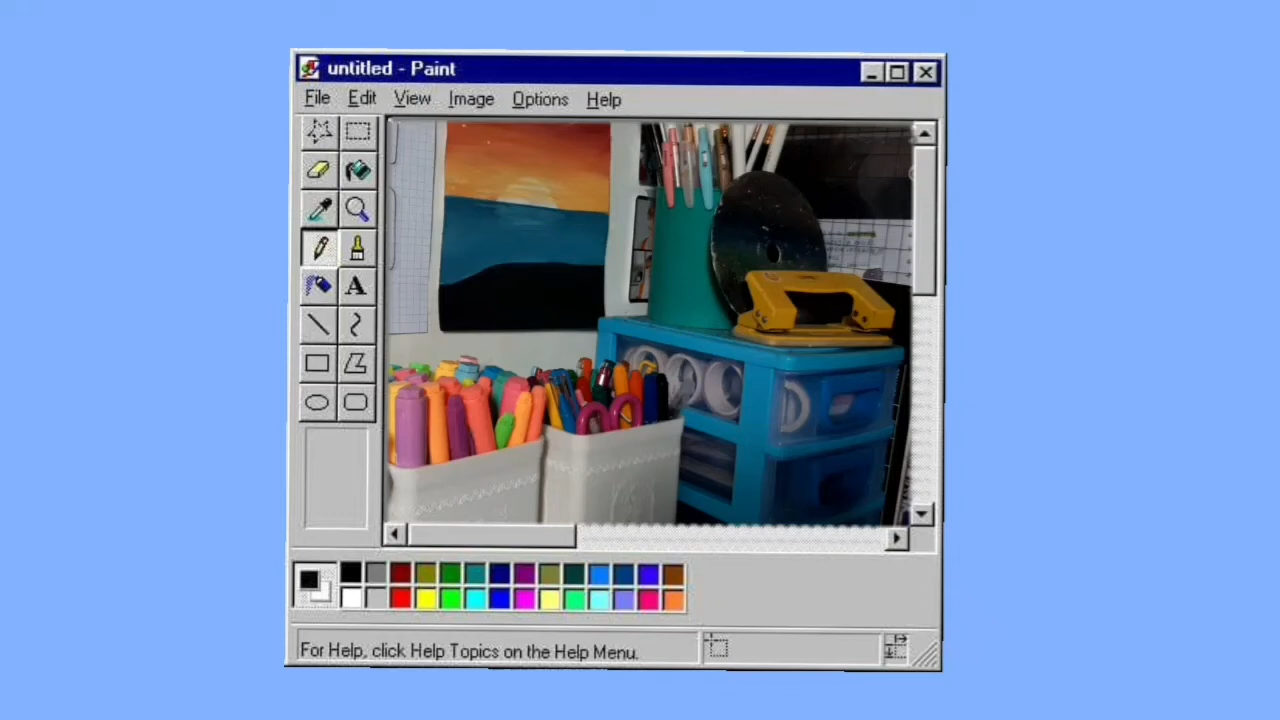 untitled - Paint
File Edit View Image Options Help
A
For Help, click Help Topics on the Help Menu.